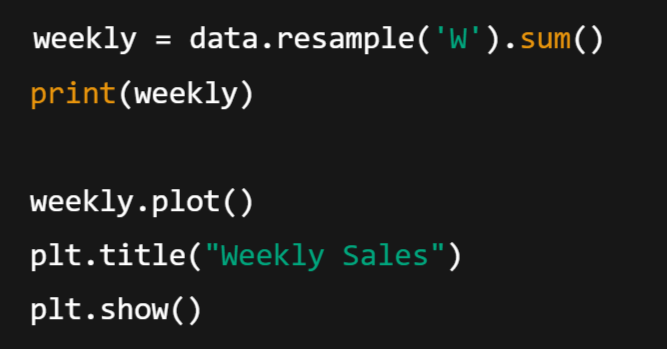 weekly = data.resample('W').sum()
print(weekly)
weekly.plot()
plt.title("Weekly Sales")
plt.show()